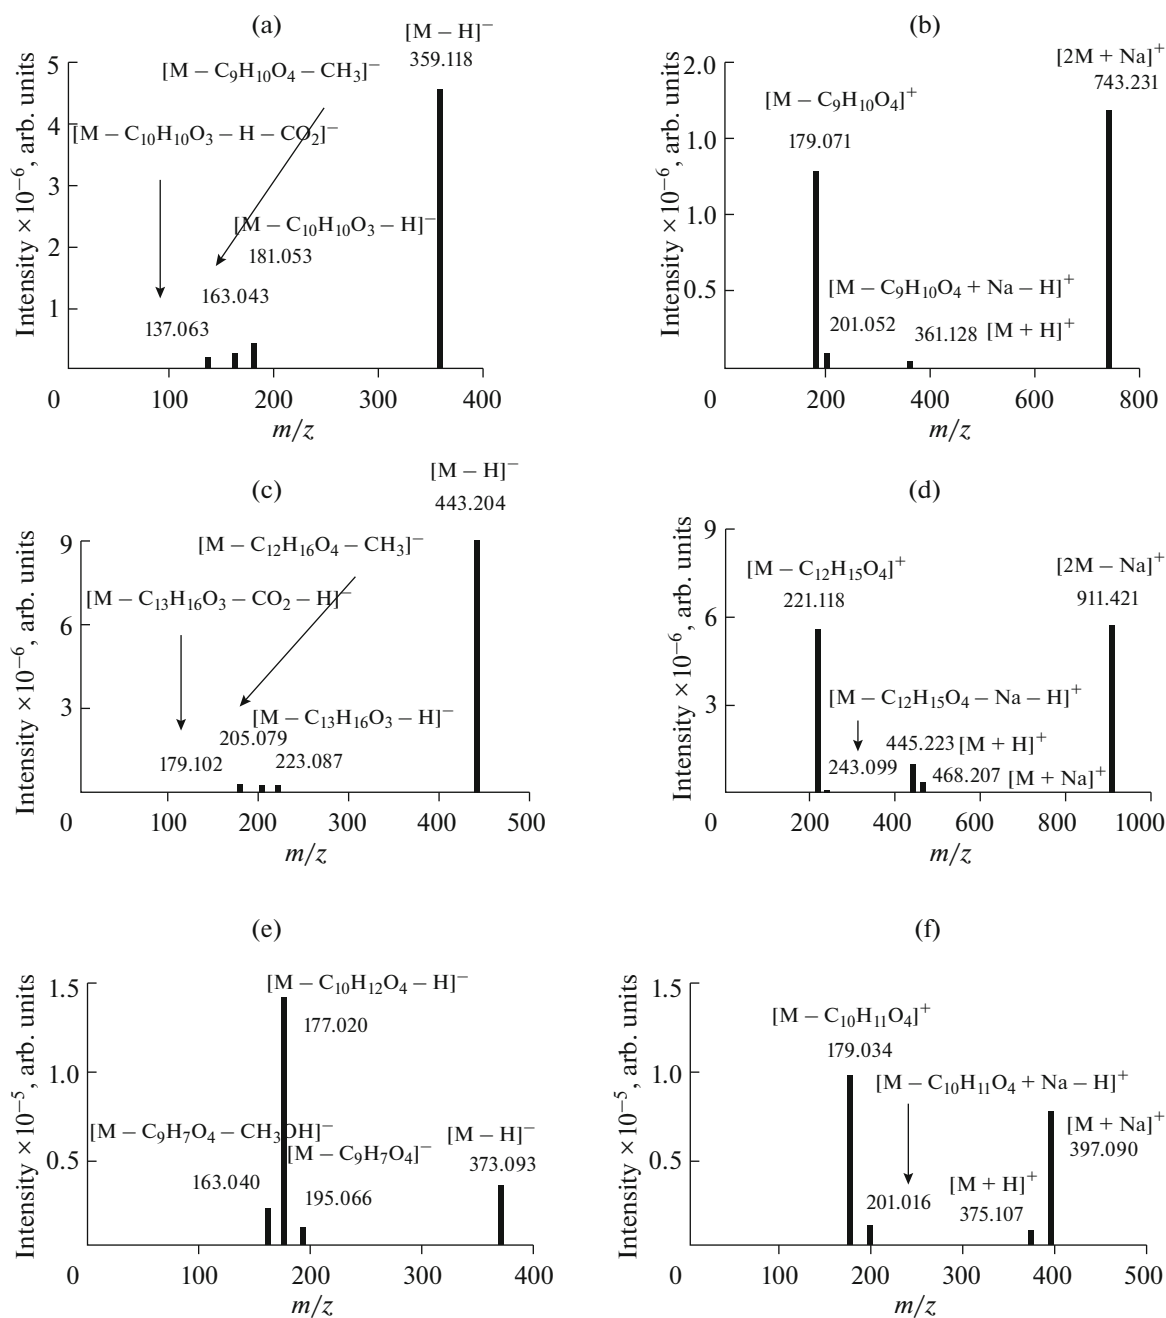 (a)
[M − H]⁻
359.118
[M − C₉H₁₀O₄ − CH₃]⁻
[M − C₁₀H₁₀O₃ − H − CO₂]⁻
[M − C₁₀H₁₀O₃ − H]⁻
181.053
163.043
137.063
5
4
3
2
1
0
100
200
300
400
m/z
Intensity ×10⁻⁶, arb. units
(b)
[2M + Na]⁺
743.231
[M − C₉H₁₀O₄]⁺
179.071
[M − C₉H₁₀O₄ + Na − H]⁺
201.052
361.128 [M + H]⁺
2.0
1.0
1.0
0.5
0
200
400
600
800
m/z
Intensity ×10⁻⁶, arb. units
(c)
[M − H]⁻
443.204
[M − C₁₂H₁₆O₄ − CH₃]⁻
[M − C₁₃H₁₆O₃ − CO₂ − H]⁻
[M − C₁₃H₁₆O₃ − H]⁻
205.079
223.087
179.102
9
6
3
0
100
200
300
400
500
m/z
Intensity ×10⁻⁶, arb. units
(d)
[2M − Na]⁺
911.421
[M − C₁₂H₁₅O₄]⁺
221.118
[M − C₁₂H₁₅O₄ − Na − H]⁺
445.223 [M + H]⁺
243.099
468.207 [M + Na]⁺
9
6
3
0
200
400
600
800
1000
m/z
Intensity ×10⁻⁶, arb. units
(e)
[M − C₁₀H₁₂O₄ − H]⁻
177.020
[M − C₉H₇O₄ − CH₃OH]⁻
[M − C₉H₇O₄]⁻
[M − H]⁻
373.093
163.040
195.066
1.5
1.0
0.5
0
100
200
300
400
m/z
Intensity ×10⁻⁵, arb. units
(f)
[M − C₁₀H₁₁O₄]⁺
179.034
[M − C₁₀H₁₁O₄ + Na − H]⁺
[M + Na]⁺
397.090
[M + H]⁺
375.107
201.016
1.5
1.0
0.5
0
100
200
300
400
500
m/z
Intensity ×10⁻⁵, arb. units